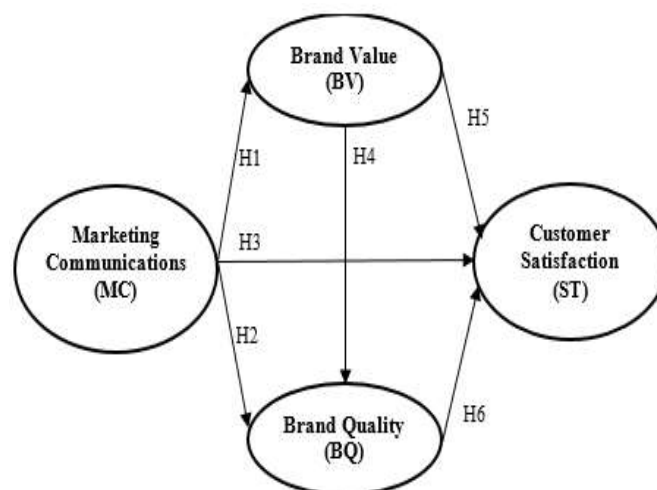 Brand Value
(BV)
H5
H1
H4
Marketing
Communications
(MC)
H3
Customer
Satisfaction
(ST)
H2
Brand Quality
(BQ)
H6